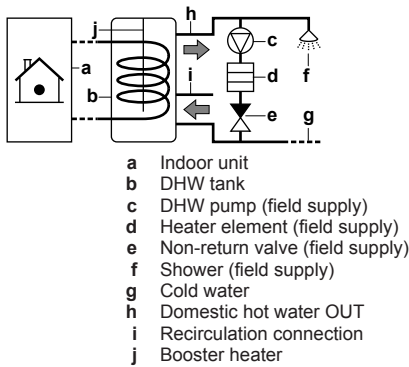 h
j
c
a
i
d
f
b
e
g
a Indoor unit
b DHW tank
c DHW pump (field supply)
d Heater element (field supply)
e Non-return valve (field supply)
f Shower (field supply)
g Cold water
h Domestic hot water OUT
i Recirculation connection
j Booster heater